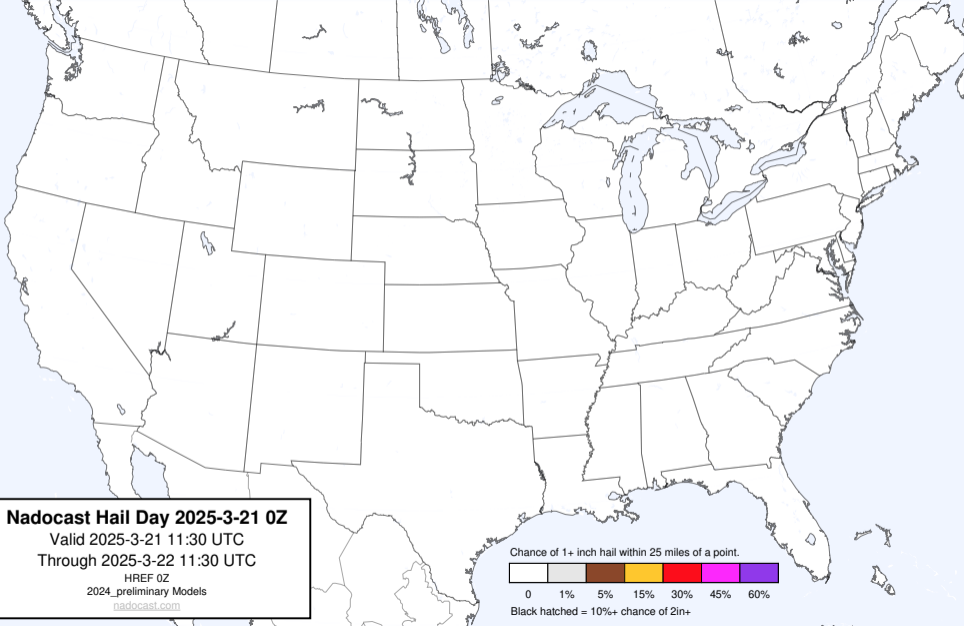 Nadocast Hail Day 2025-3-21 0Z
Valid 2025-3-21 11:30 UTC
Through 2025-3-22 11:30 UTC
HREF 0Z
2024_preliminary Models
nadocast.com
Chance of 1+ inch hail within 25 miles of a point.
0 1% 5% 15% 30% 45% 60%
Black hatched = 10%+ chance of 2in+